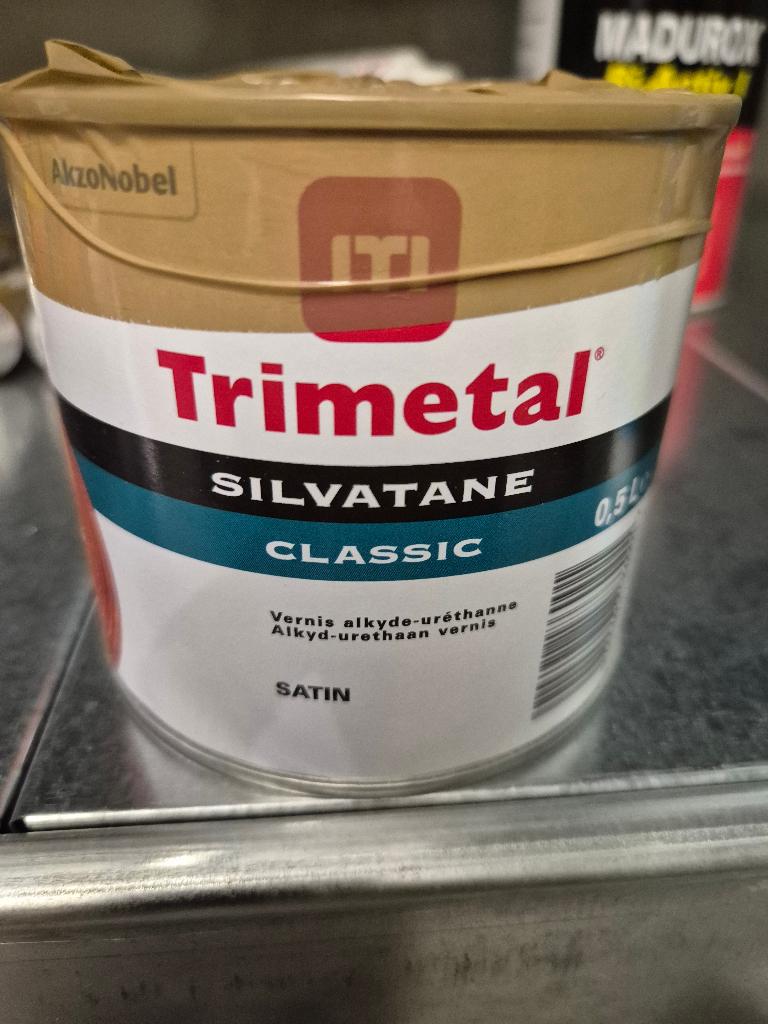 MADUROX
AkzoNobel
Trimetal®
SILVATANE
CLASSIC
0,5 L
Vernis alkyde-uréthanne
Alkyd-urethaan vernis
SATIN